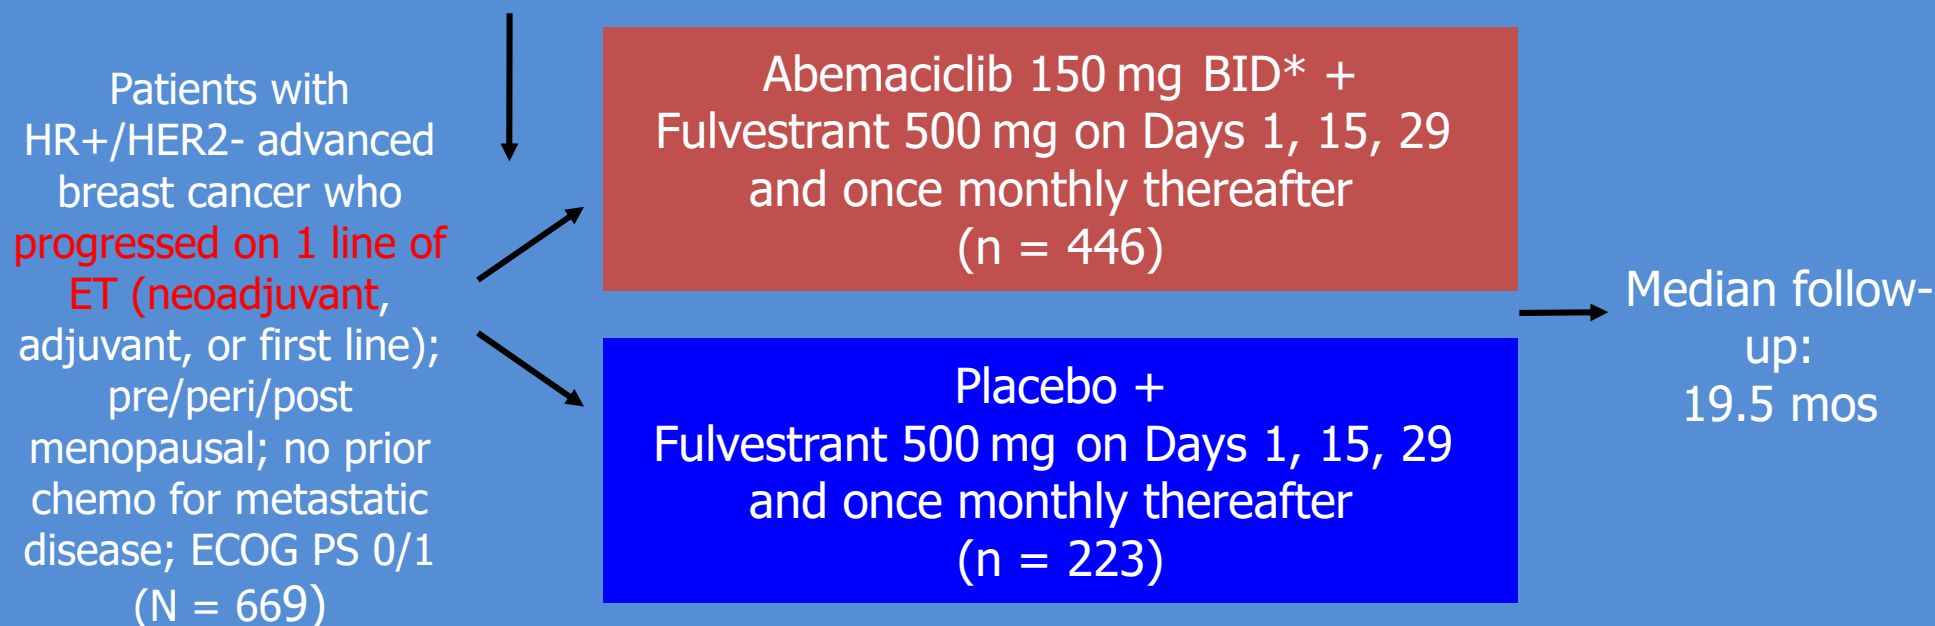 Patients with
HR+/HER2- advanced
breast cancer who
progressed on 1 line of
ET (neoadjuvant,
adjuvant, or first line);
pre/peri/post
menopausal; no prior
chemo for metastatic
disease; ECOG PS 0/1
(N = 669)
Abemaciclib 150 mg BID* +
Fulvestrant 500 mg on Days 1, 15, 29
and once monthly thereafter
(n = 446)
Placebo +
Fulvestrant 500 mg on Days 1, 15, 29
and once monthly thereafter
(n = 223)
Median follow-
up:
19.5 mos